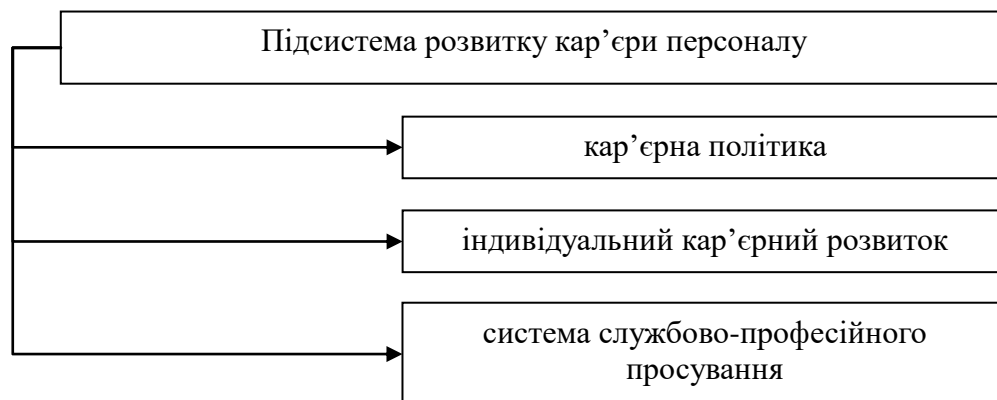 Підсистема розвитку кар’єри персоналу
кар’єрна політика
індивідуальний кар’єрний розвиток
система службово-професійного
просування